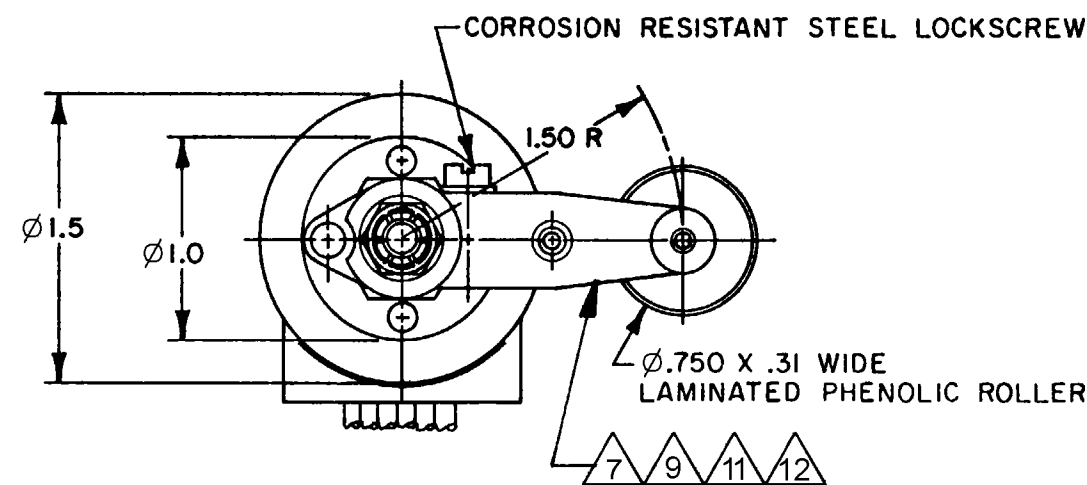 CORROSION RESISTANT STEEL LOCKSCREW
1.50 R
Ø1.5
Ø1.0
Ø.750 X .31 WIDE
LAMINATED PHENOLIC ROLLER
7 9 11 12